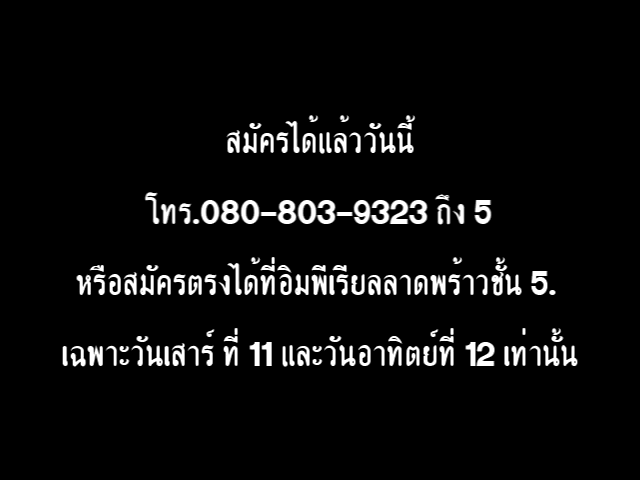 สมัครได้แล้ววันนี้
โทร.080-803-9323 ถึง 5
หรือสมัครตรงได้ที่อิมพีเรียลลาดพร้าวชั้น 5.
เฉพาะวันเสาร์ ที่ 11 และวันอาทิตย์ที่ 12 เท่านั้น